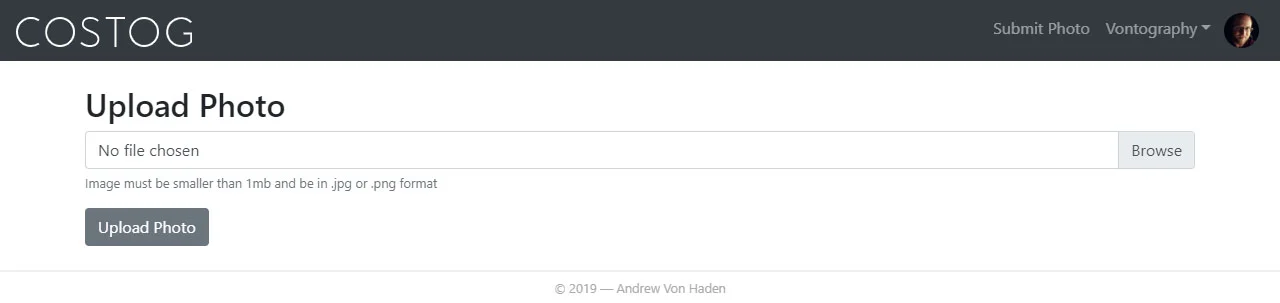 COSTOG
Submit Photo
Vontography
Upload Photo
No file chosen
Browse
Image must be smaller than 1mb and be in .jpg or .png format
Upload Photo
© 2019 — Andrew Von Haden